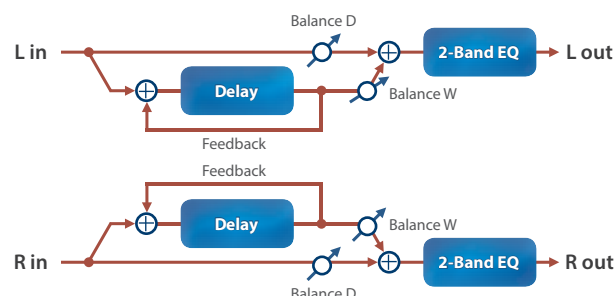 Balance D
L in
2-Band EQ
L out
Delay
Balance W
Feedback
Feedback
Delay
Balance W
R in
2-Band EQ
R out
Balance D